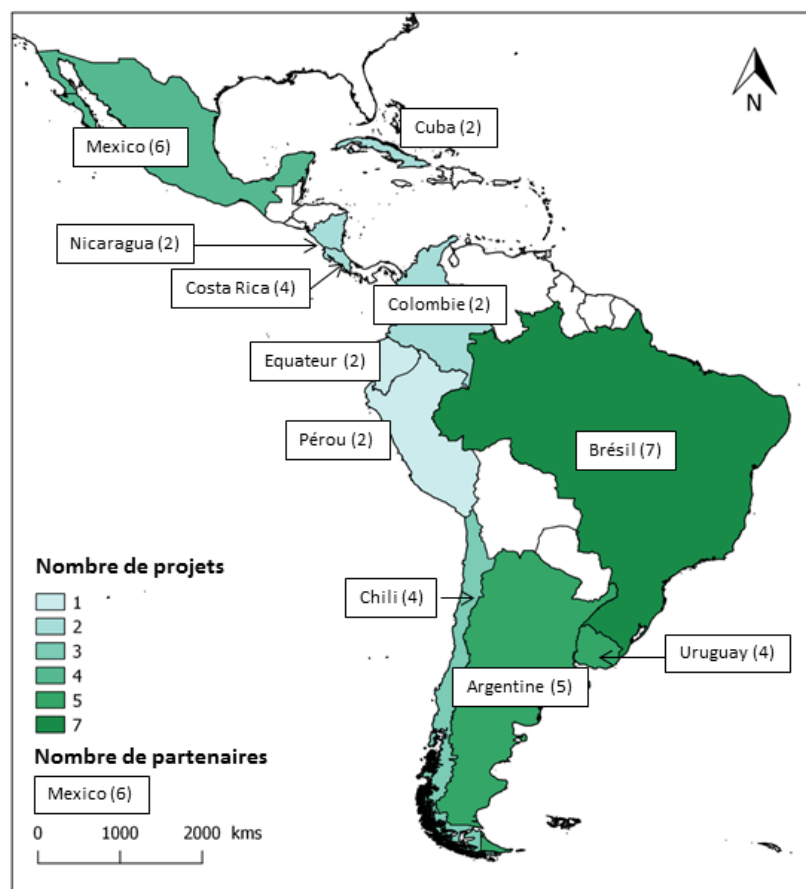 N
Cuba (2)
Mexico (6)
Nicaragua (2)
Costa Rica (4)
Colombie (2)
Equateur (2)
Pérou (2)
Brésil (7)
Nombre de projets
1
2
3
4
5
7
Chili (4)
Uruguay (4)
Argentine (5)
Nombre de partenaires
Mexico (6)
0 1000 2000 kms